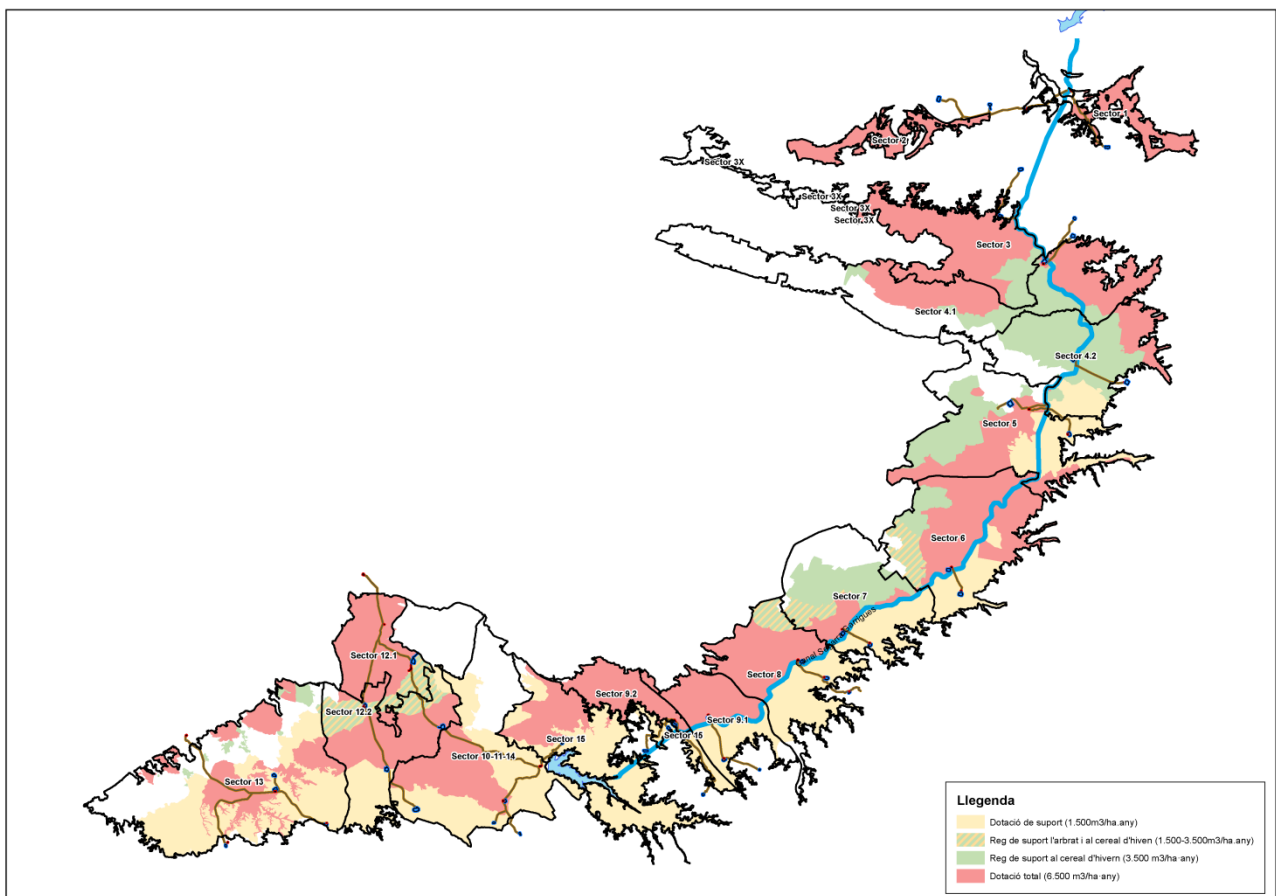 Sector 1
Sector 2
Sector 3X
Sector 3X
Sector 3X
Sector 3X
Sector 3
Sector 4.1
Sector 4.2
Sector 5
Sector 6
Sector 7
Canal Segarra-Garrigues
Sector 8
Sector 12.1
Sector 9.2
Sector 9.1
Sector 12.2
Sector 15
Sector 15
Sector 10-11-14
Sector 13
Llegenda
Dotació de suport (1.500m3/ha.any)
Reg de suport l'arbrat i al cereal d'hiven (1.500-3.500m3/ha.any)
Reg de suport al cereal d'hivern (3.500 m3/ha·any)
Dotació total (6.500 m3/ha·any)